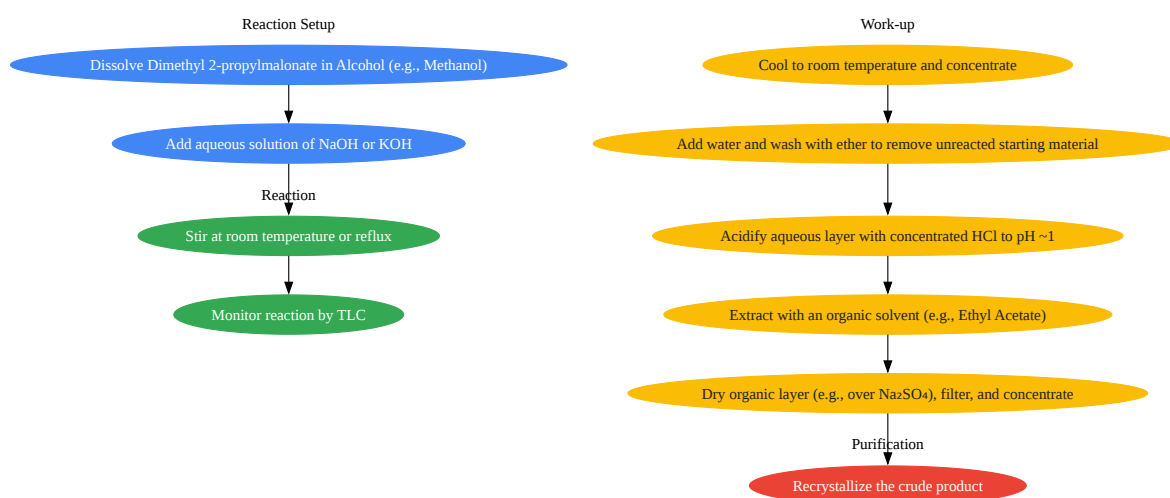 Reaction Setup
Dissolve Dimethyl 2-propylmalonate in Alcohol (e.g., Methanol)
Add aqueous solution of NaOH or KOH
Reaction
Stir at room temperature or reflux
Monitor reaction by TLC
Work-up
Cool to room temperature and concentrate
Add water and wash with ether to remove unreacted starting material
Acidify aqueous layer with concentrated HCl to pH ~1
Extract with an organic solvent (e.g., Ethyl Acetate)
Dry organic layer (e.g., over Na₂SO₄), filter, and concentrate
Purification
Recrystallize the crude product